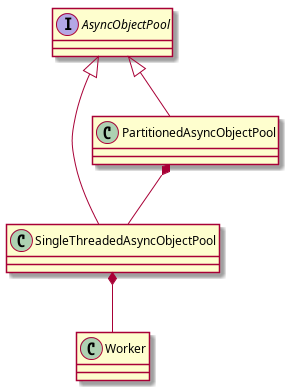 I AsyncObjectPool
C PartitionedAsyncObjectPool
C SingleThreadedAsyncObjectPool
C Worker